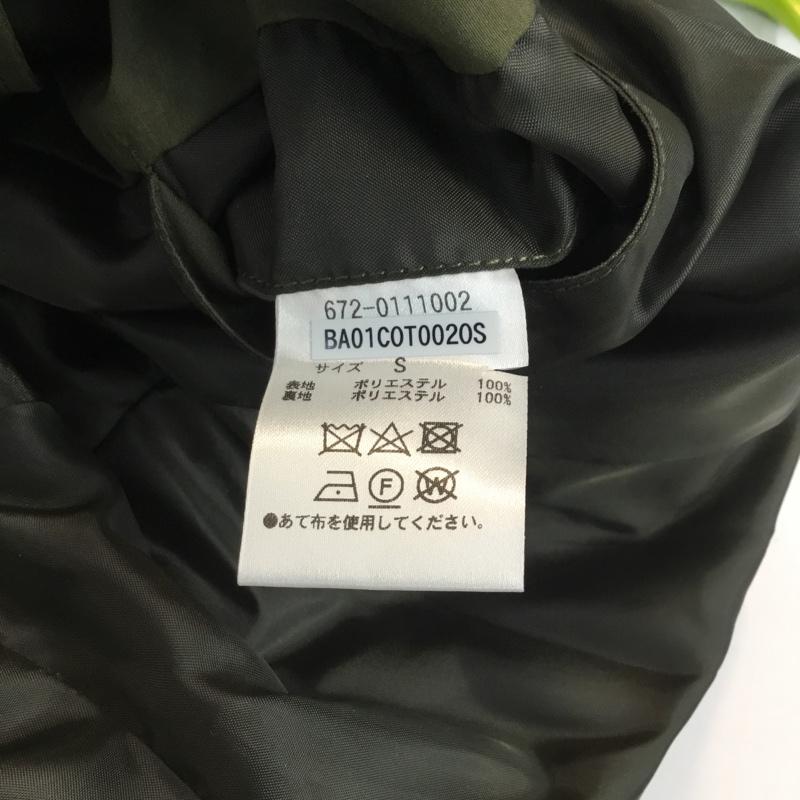 672-0111002
BA01COT0020S
サイズ S
表地 ポリエステル 100%
裏地 ポリエステル 100%
F W
●あて布を使用してください。